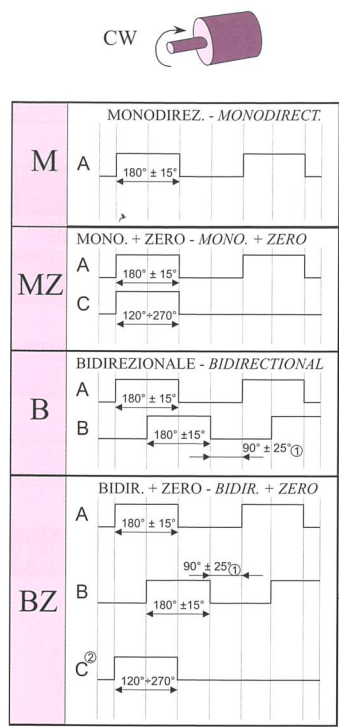 CW
MONODIREZ. - MONODIRECT.
M
A
180° ± 15°
MONO. + ZERO - MONO. + ZERO
MZ
A
180° ± 15°
C
120°÷270°
BIDIREZIONALE - BIDIRECTIONAL
B
A
180° ± 15°
B
180° ±15°
90° ± 25°①
BIDIR. + ZERO - BIDIR. + ZERO
BZ
A
180° ± 15°
90° ± 25°①
B
180° ±15°
C②
120°÷270°